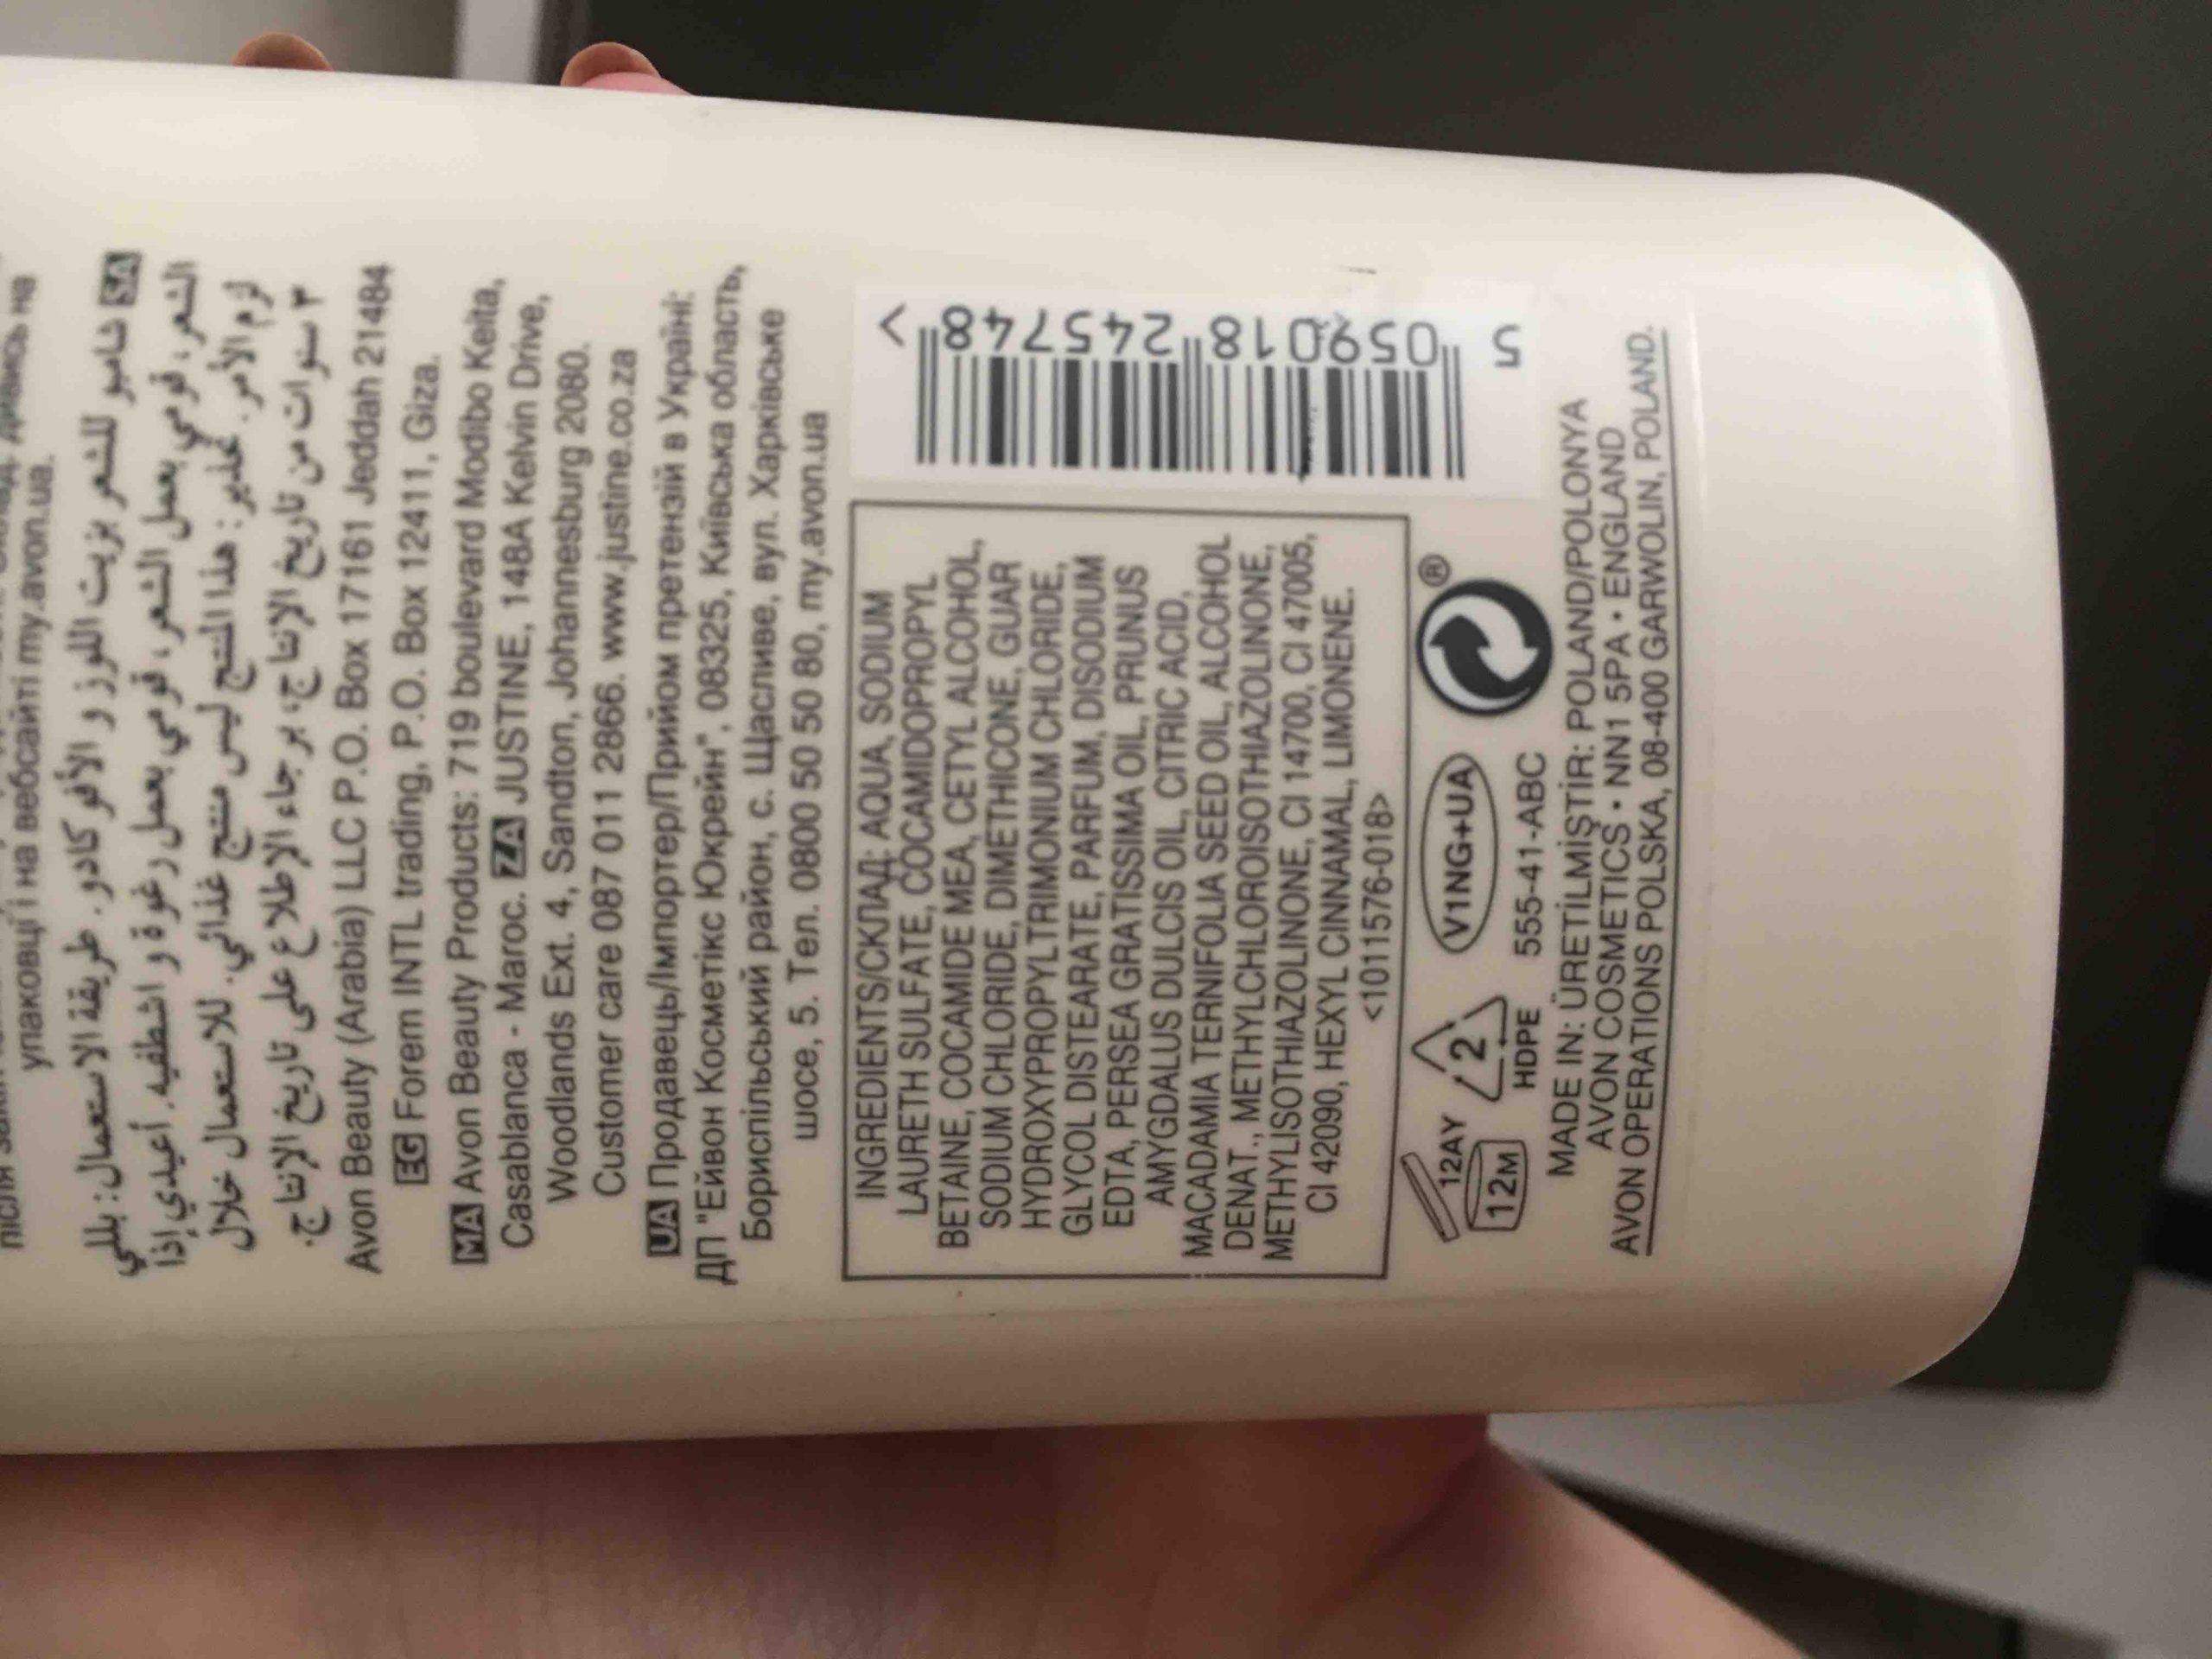 упаковці і на вебсайті my.avon.ua.
SA شامبو للشعر بزيت اللوز و الأفوكادو. طريقة الاستعمال: بللي
الشعر، قومي بعمل الشعر، قومي بعمل رغوة و اشطفيه. أعيدي إذا
لزم الأمر. تحذير: هذا المنتج ليس منتج غذائي. للاستعمال خلال
٣ سنوات من تاريخ الإنتاج، برجاء الإطلاع على تاريخ الإنتاج.
Avon Beauty (Arabia) LLC P.O. Box 17161 Jeddah 21484
EG Forem INTL trading, P.O. Box 12411, Giza.
MA Avon Beauty Products: 719 boulevard Modibo Keita,
Casablanca - Maroc. ZA JUSTINE, 148A Kelvin Drive,
Woodlands Ext. 4, Sandton, Johannesburg 2080.
Customer care 087 011 2866. www.justine.co.za
UA Продавець/Імпортер/Прийом претензій в Україні:
ДП "Ейвон Косметікс Юкрейн", 08325, Київська область,
Бориспільський район, с. Щасливе, вул. Харківське
шосе, 5. Тел. 0800 50 50 50 80, my.avon.ua
INGREDIENTS/СКЛАД: AQUA, SODIUM
LAURETH SULFATE, COCAMIDOPROPYL
BETAINE, COCAMIDE MEA, CETYL ALCOHOL,
SODIUM CHLORIDE, DIMETHICONE, GUAR
HYDROXYPROPYLTRIMONIUM CHLORIDE,
GLYCOL DISTEARATE, PARFUM, DISODIUM
EDTA, PERSEA GRATISSIMA OIL, PRUNUS
AMYGDALUS DULCIS OIL, CITRIC ACID,
MACADAMIA TERNIFOLIA SEED OIL, ALCOHOL
DENAT., METHYLCHLOROISOTHIAZOLINONE,
METHYLISOTHIAZOLINONE, CI 14700, CI 47005,
CI 42090, HEXYL CINNAMAL, LIMONENE.
<1011576-018>
5 059018 245748 >
12AY
12M
2
HDPE
V1NG+UA
®
555-41-ABC
MADE IN: ÜRETİLMİŞTİR: POLAND/POLONYA
AVON COSMETICS • NN1 5PA • ENGLAND
AVON OPERATIONS POLSKA, 08-400 GARWOLIN, POLAND.